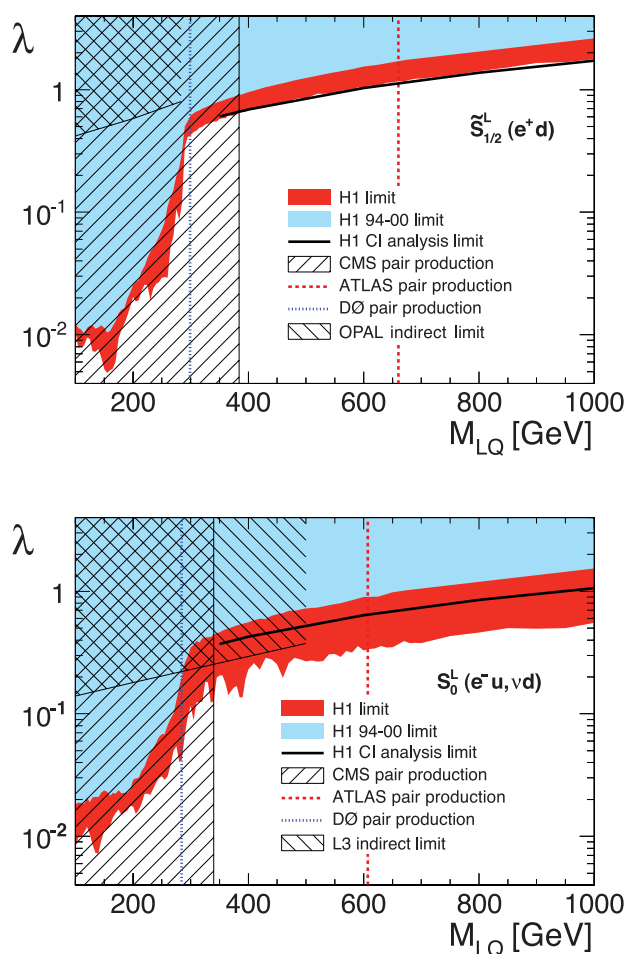 λ
1
10⁻¹
10⁻²
S̃ᴸ₁/₂ (e⁺d)
H1 limit
H1 94-00 limit
H1 CI analysis limit
CMS pair production
ATLAS pair production
DØ pair production
OPAL indirect limit
200 400 600 800 1000
M_LQ [GeV]
λ
1
10⁻¹
10⁻²
Sᴸ₀ (e⁻u, νd)
H1 limit
H1 94-00 limit
H1 CI analysis limit
CMS pair production
ATLAS pair production
DØ pair production
L3 indirect limit
200 400 600 800 1000
M_LQ [GeV]